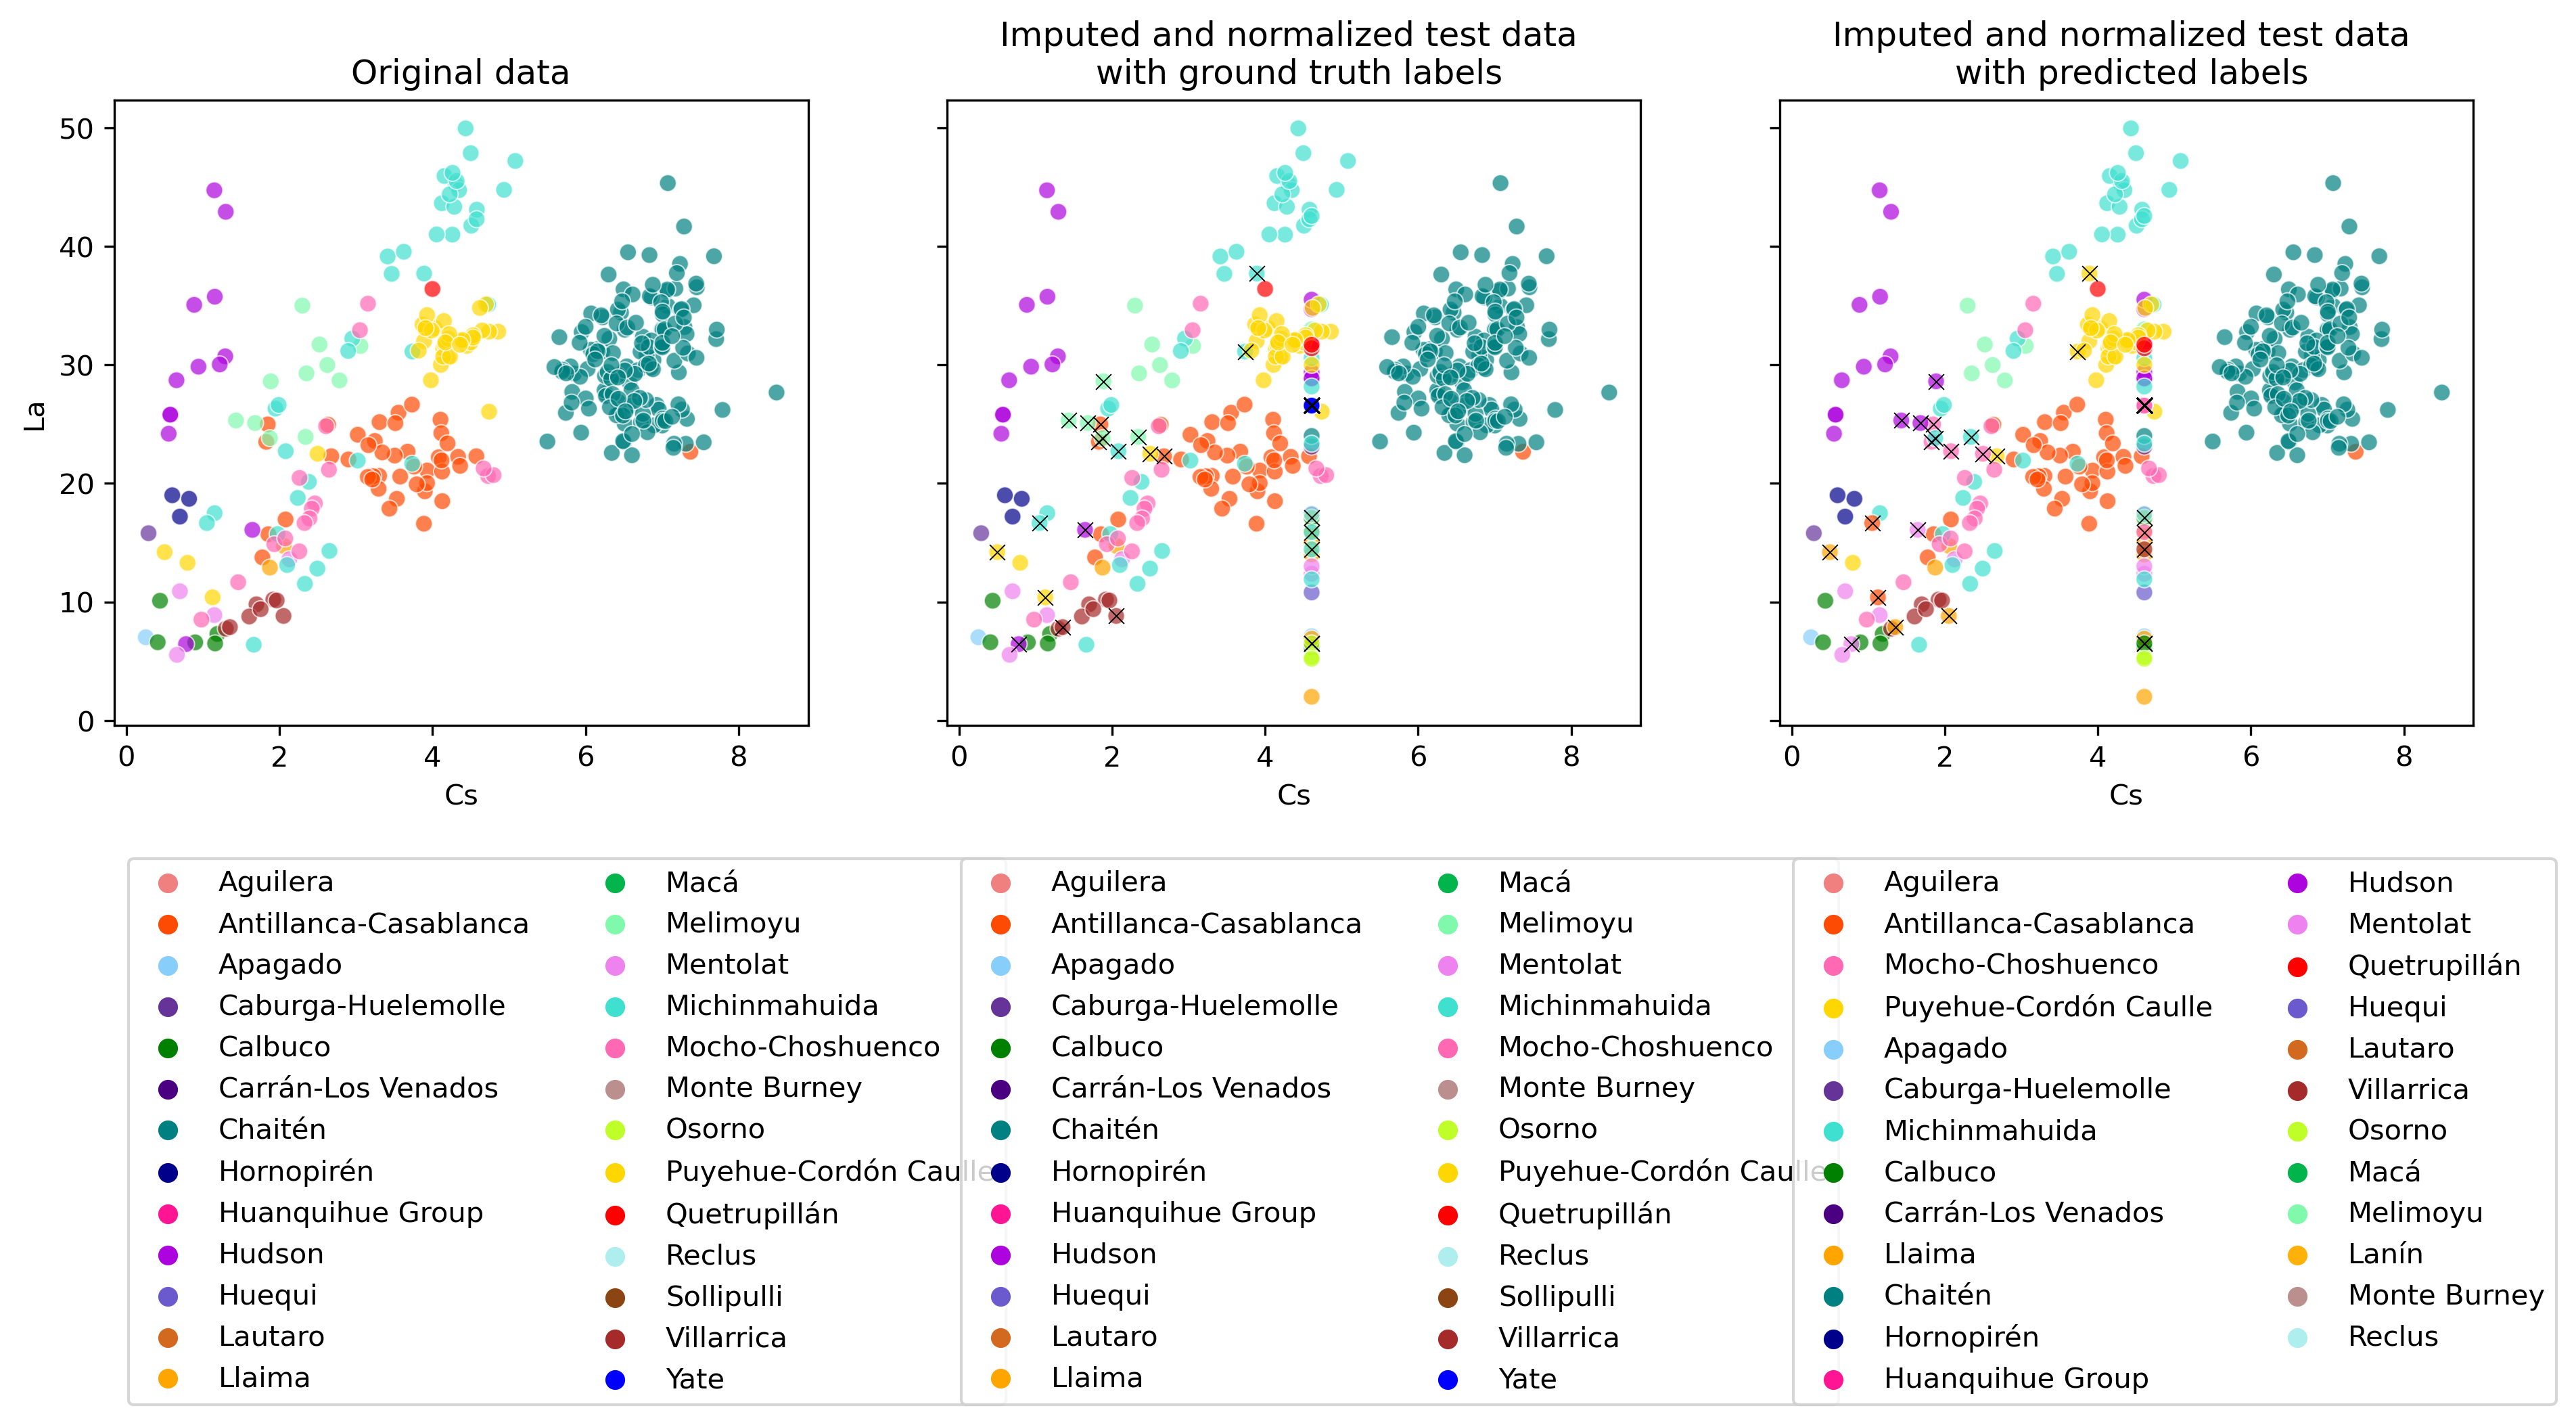 Original data
Imputed and normalized test data
with ground truth labels
Imputed and normalized test data
with predicted labels
La
50
40
30
20
10
0
0 2 4 6 8
0 2 4 6 8
0 2 4 6 8
Cs
Cs
Cs
Aguilera
Antillanca-Casablanca
Apagado
Caburga-Huelemolle
Calbuco
Carrán-Los Venados
Chaitén
Hornopirén
Huanquihue Group
Hudson
Huequi
Lautaro
Llaima
Macá
Melimoyu
Mentolat
Michinmahuida
Mocho-Choshuenco
Monte Burney
Osorno
Puyehue-Cordón Caulle
Quetrupillán
Reclus
Sollipulli
Villarrica
Yate
Aguilera
Antillanca-Casablanca
Apagado
Caburga-Huelemolle
Calbuco
Carrán-Los Venados
Chaitén
Hornopirén
Huanquihue Group
Hudson
Huequi
Lautaro
Llaima
Macá
Melimoyu
Mentolat
Michinmahuida
Mocho-Choshuenco
Monte Burney
Osorno
Puyehue-Cordón Caulle
Quetrupillán
Reclus
Sollipulli
Villarrica
Yate
Aguilera
Antillanca-Casablanca
Mocho-Choshuenco
Puyehue-Cordón Caulle
Apagado
Caburga-Huelemolle
Michinmahuida
Calbuco
Carrán-Los Venados
Llaima
Chaitén
Hornopirén
Huanquihue Group
Hudson
Mentolat
Quetrupillán
Huequi
Lautaro
Villarrica
Osorno
Macá
Melimoyu
Lanín
Monte Burney
Reclus